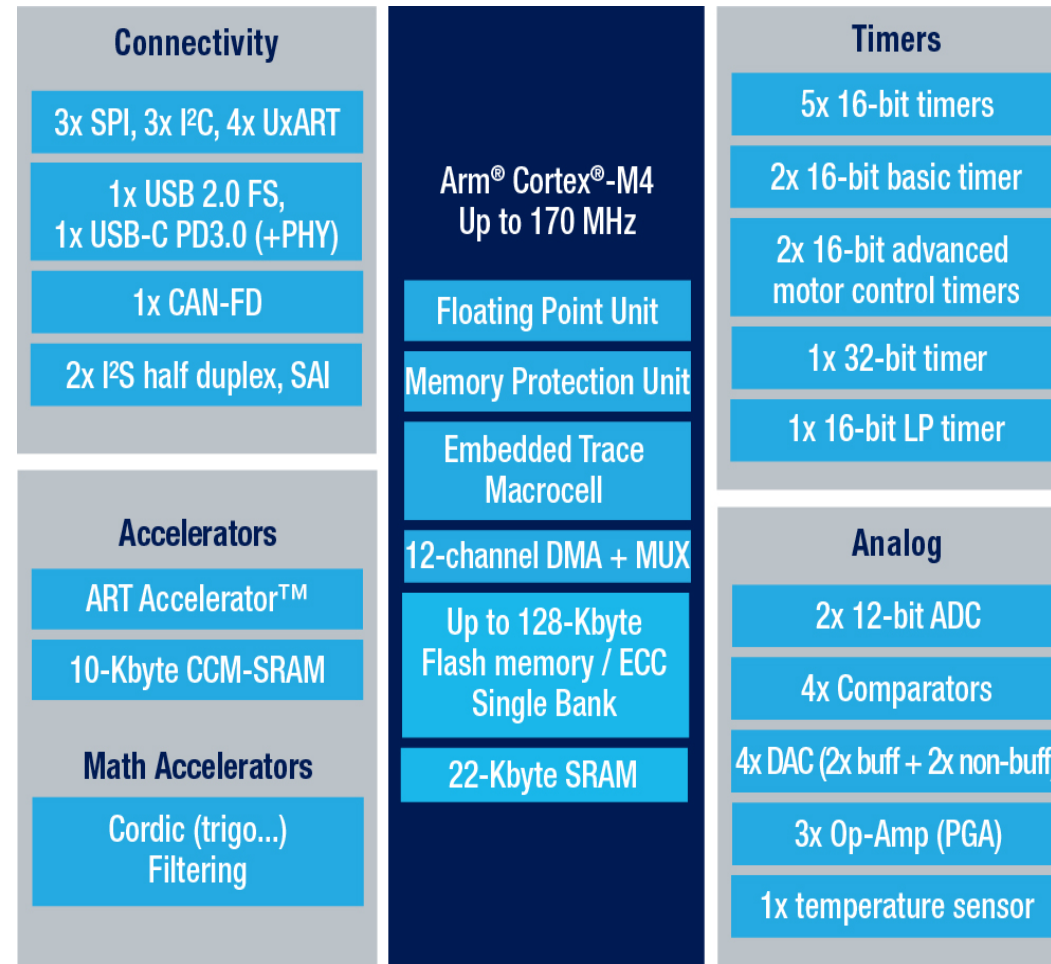 Connectivity
3x SPI, 3x I²C, 4x UxART
1x USB 2.0 FS,
1x USB-C PD3.0 (+PHY)
1x CAN-FD
2x I²S half duplex, SAI
Accelerators
ART Accelerator™
10-Kbyte CCM-SRAM
Math Accelerators
Cordic (trigo...)
Filtering
Arm® Cortex®-M4
Up to 170 MHz
Floating Point Unit
Memory Protection Unit
Embedded Trace
Macrocell
12-channel DMA + MUX
Up to 128-Kbyte
Flash memory / ECC
Single Bank
22-Kbyte SRAM
Timers
5x 16-bit timers
2x 16-bit basic timer
2x 16-bit advanced
motor control timers
1x 32-bit timer
1x 16-bit LP timer
Analog
2x 12-bit ADC
4x Comparators
4x DAC (2x buff + 2x non-buff)
3x Op-Amp (PGA)
1x temperature sensor